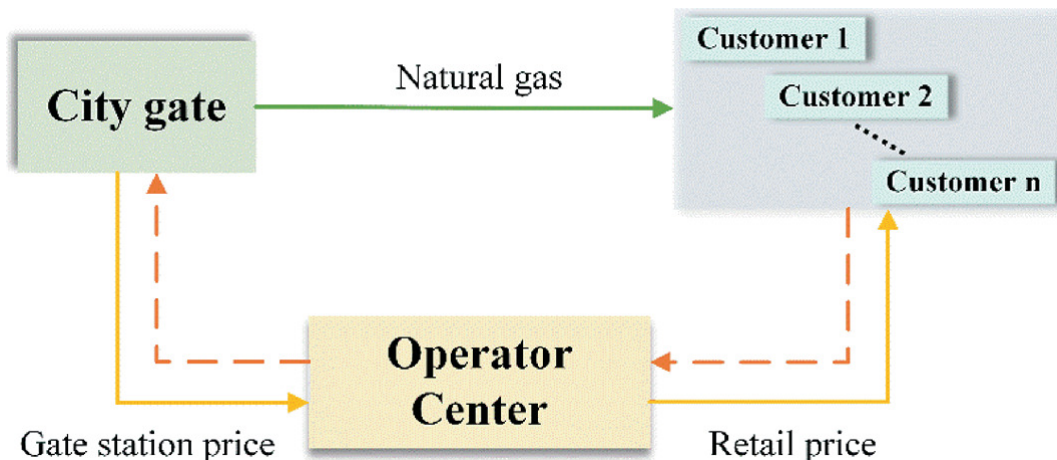 City gate
Natural gas
Customer 1
Customer 2
Customer n
Operator
Center
Gate station price
Retail price